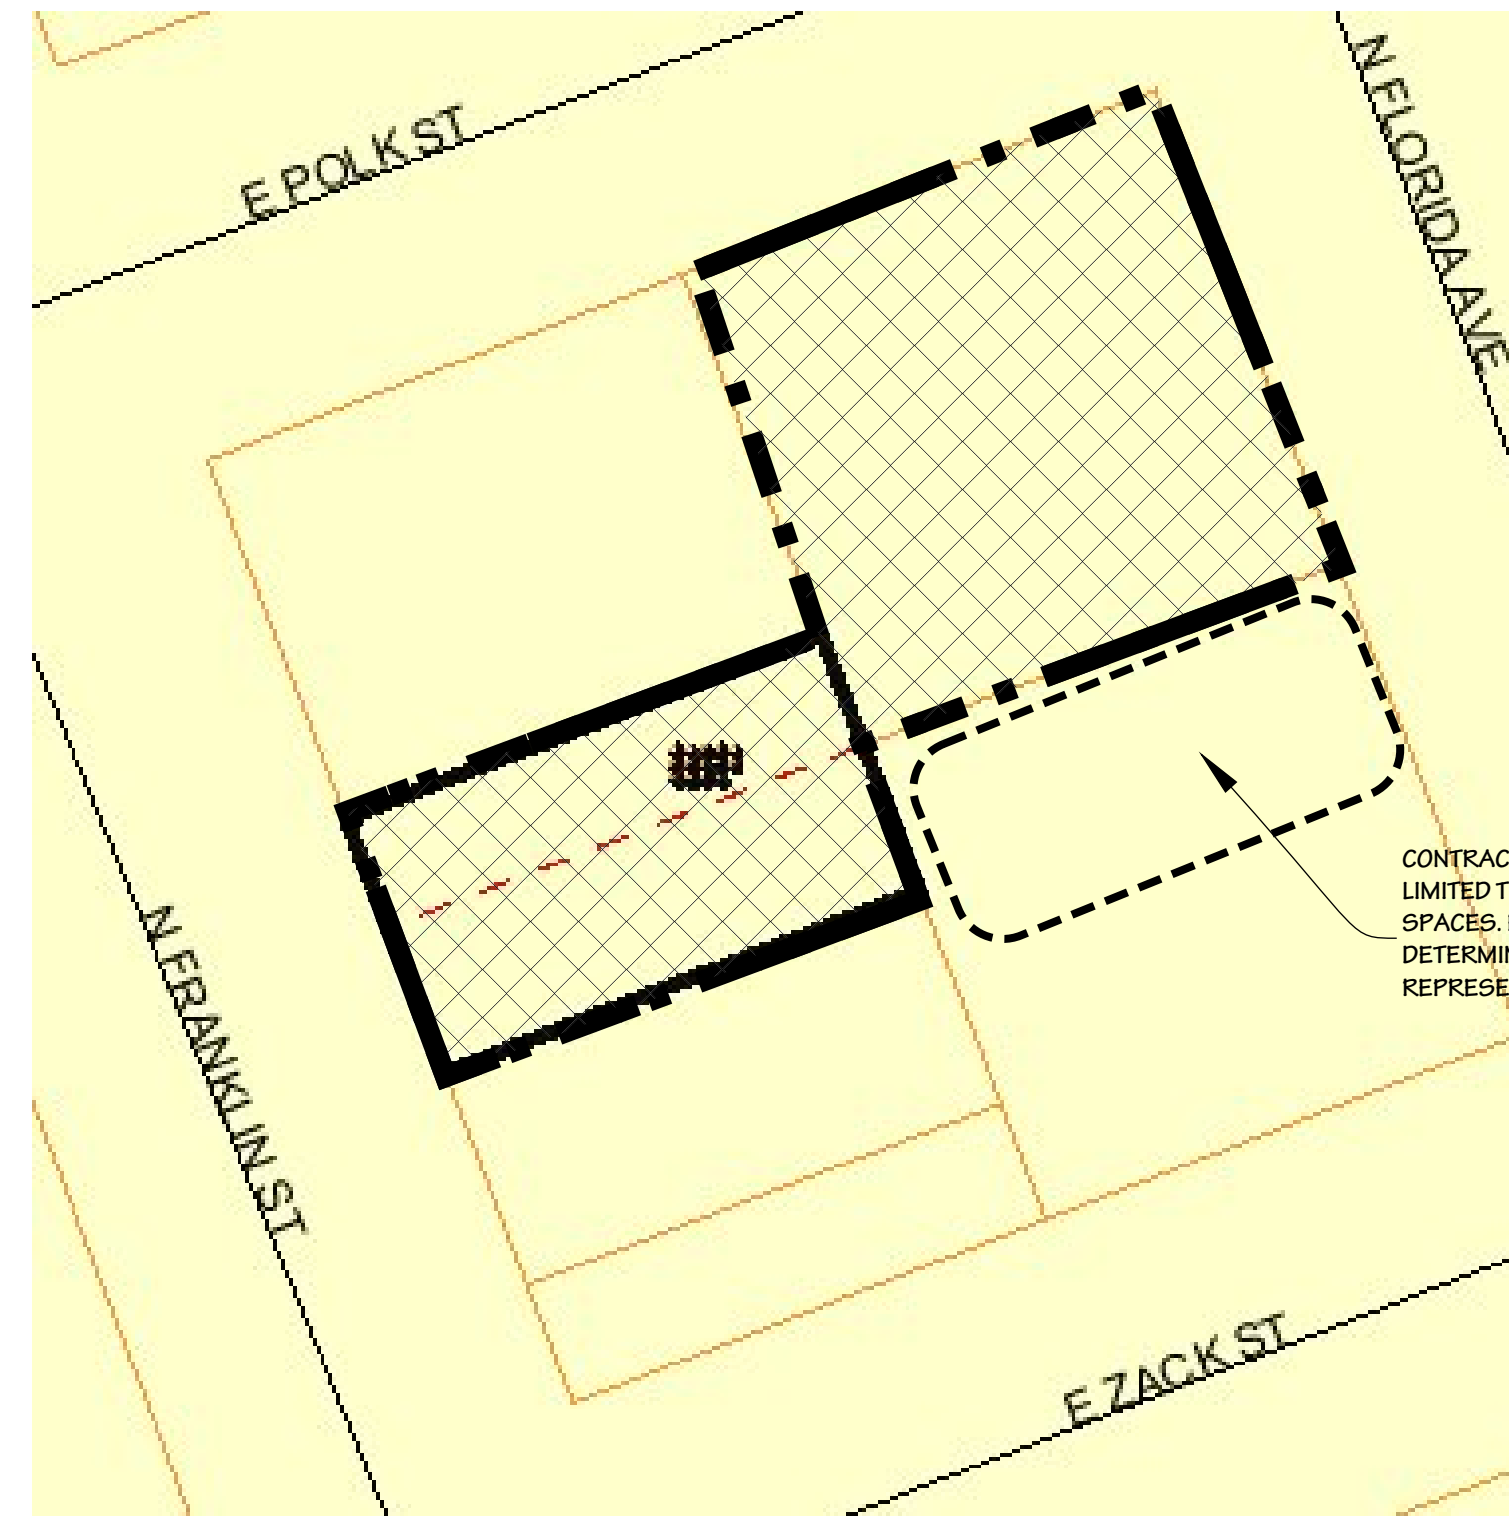 E POLK ST
N FLORIDA AVE
N FRANKLIN ST
E ZACK ST
CONTRAC
LIMITED T
SPACES.
DETERMIN
REPRESE